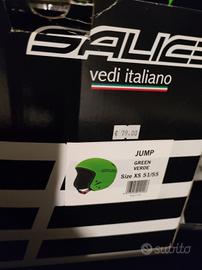 SALICE
vedi italiano
€ 79,00
JUMP
GREEN
VERDE
Size XS 51/55
subito